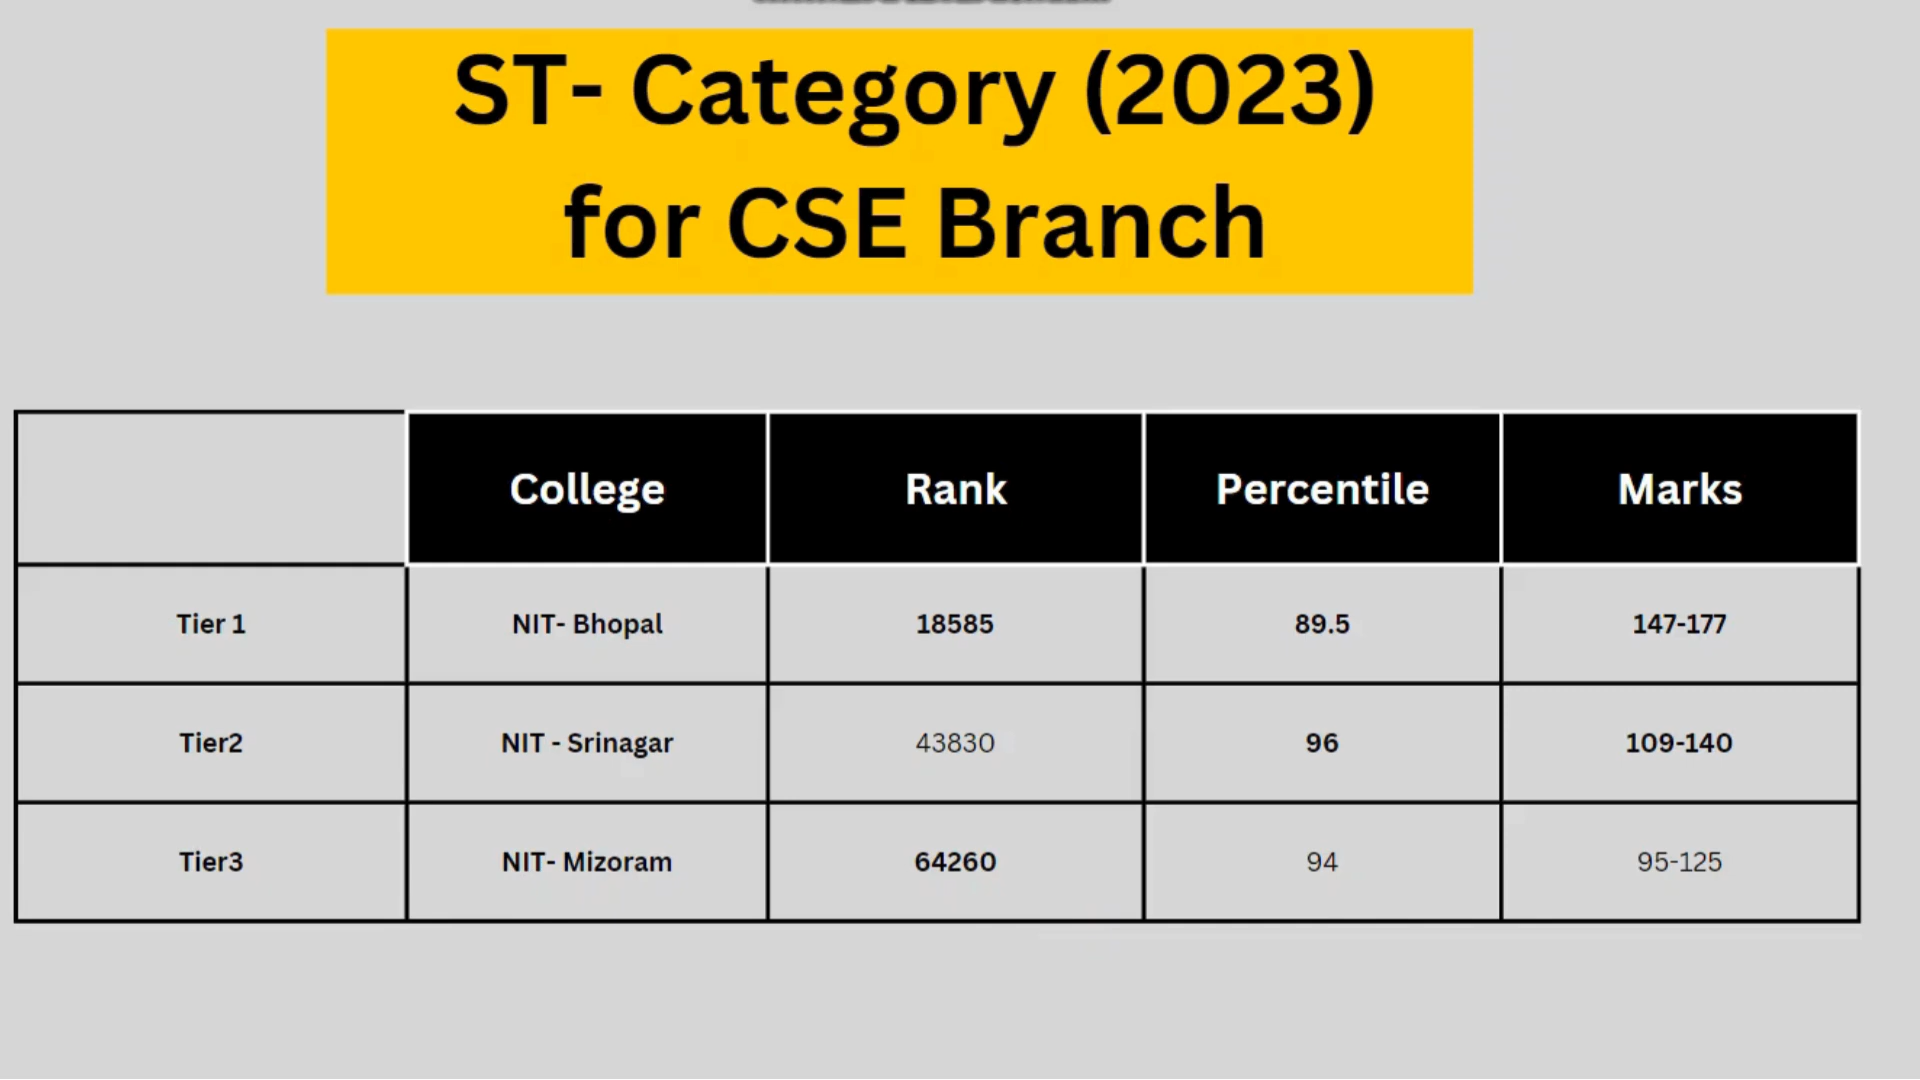 ST- Category (2023)
for CSE Branch
College Rank Percentile Marks
Tier 1 NIT- Bhopal 18585 89.5 147-177
Tier2 NIT - Srinagar 43830 96 109-140
Tier3 NIT- Mizoram 64260 94 95-125